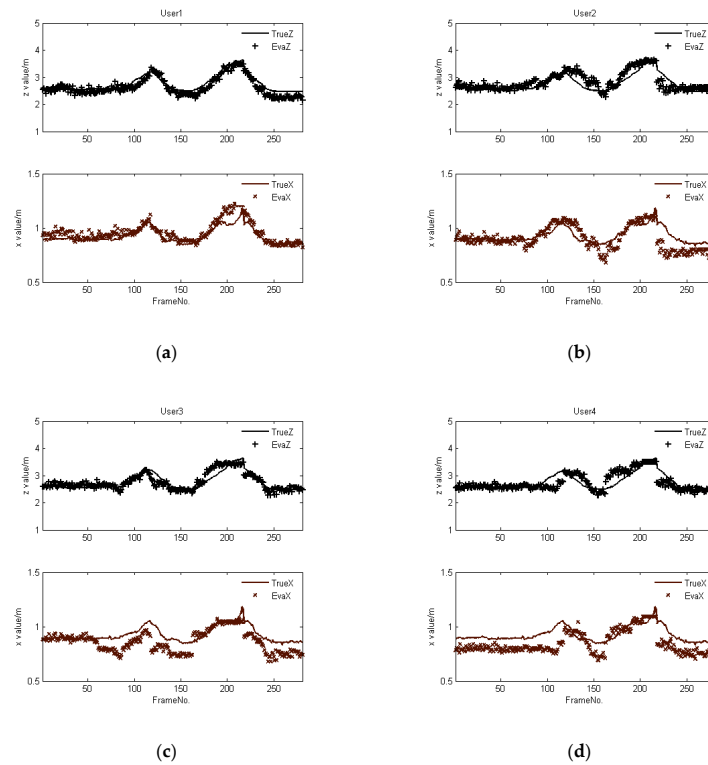 User1
5
4
3
2
1
z value/m
TrueZ
EvaZ
50 100 150 200 250
1.5
1
0.5
x value/m
TrueX
EvaX
50 100 150 200 250
FrameNo.
(a)
User2
5
4
3
2
1
z value/m
TrueZ
EvaZ
50 100 150 200 250
1.5
1
0.5
x value/m
TrueX
EvaX
50 100 150 200 250
FrameNo.
(b)
User3
5
4
3
2
1
z value/m
TrueZ
EvaZ
50 100 150 200 250
1.5
1
0.5
x value/m
TrueX
EvaX
50 100 150 200 250
FrameNo.
(c)
User4
5
4
3
2
1
z value/m
TrueZ
EvaZ
50 100 150 200 250
1.5
1
0.5
x value/m
TrueX
EvaX
50 100 150 200 250
FrameNo.
(d)